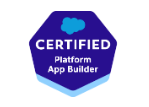 CERTIFIED
Platform
App Builder